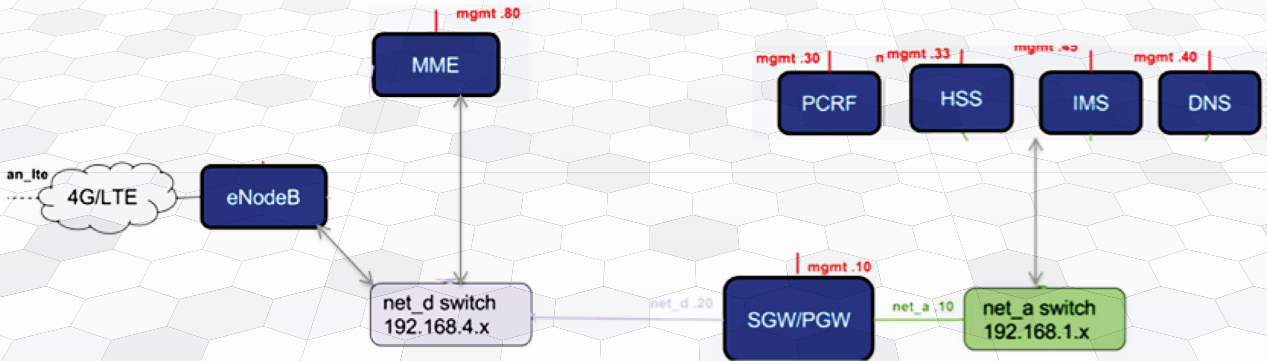 mgmt .80
MME
mgmt .30
mgmt .33
mgmt .40
PCRF
HSS
IMS
DNS
an_lte
4G/LTE
eNodeB
mgmt .10
net_d switch
192.168.4.x
net_d .20
SGW/PGW
net_a .10
net_a switch
192.168.1.x